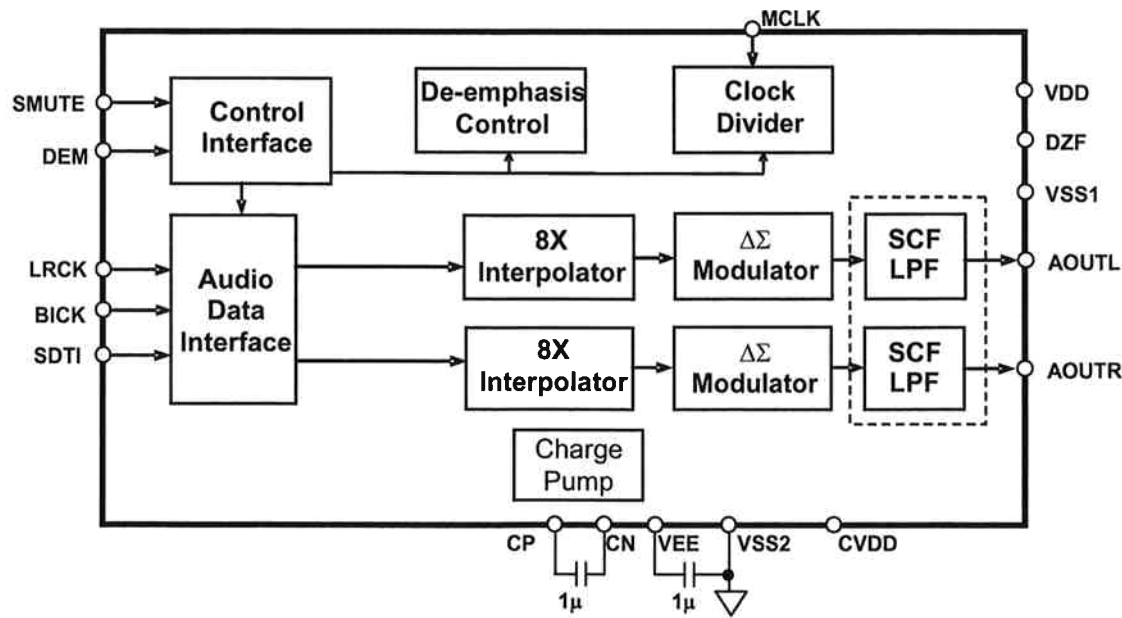 MCLK
SMUTE
DEM
Control
Interface
De-emphasis
Control
Clock
Divider
VDD
DZF
VSS1
LRCK
BICK
SDTI
Audio
Data
Interface
8X
Interpolator
ΔΣ
Modulator
SCF
LPF
AOUTL
8X
Interpolator
ΔΣ
Modulator
SCF
LPF
AOUTR
Charge
Pump
CP
CN
VEE
VSS2
CVDD
1μ
1μ